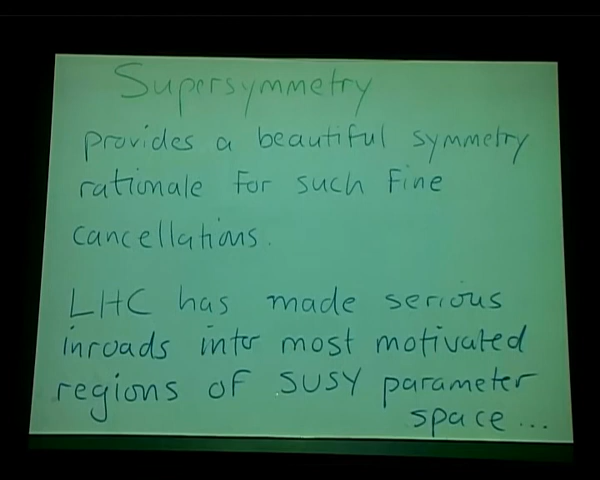 Supersymmetry
provides a beautiful symmetry
rationale for such fine
cancellations.
LHC has made serious
inroads into most motivated
regions of SUSY parameter
space...